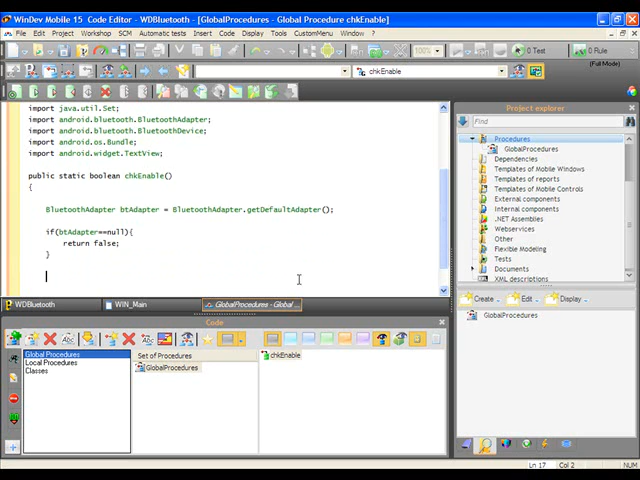 WinDev Mobile 15 Code Editor - WDBluetooth - [GlobalProcedures - Global Procedure chkEnable]
File Edit Project Workshop SCM Automatic tests Insert Code Display Tools CustomMenu Window ?
100% 0 Test 0 Rule
chkEnable (Full Mode)
import java.util.Set;
import android.bluetooth.BluetoothAdapter;
import android.bluetooth.BluetoothDevice;
import android.os.Bundle;
import android.widget.TextView;
public static boolean chkEnable()
{
BluetoothAdapter btAdapter = BluetoothAdapter.getDefaultAdapter();
if(btAdapter==null){
return false;
}
Project explorer
Find
Procedures
GlobalProcedures
Dependencies
Templates of Mobile Windows
Templates of reports
Templates of Mobile Controls
External components
Internal components
.NET Assemblies
Webservices
Other
Flexible Modeling
Tests
Documents
XML descriptions
Create Edit Display
GlobalProcedures
WDBluetooth WIN_Main GlobalProcedures - Global ...
Code
Abc Abc
Global Procedures
Local Procedures
Classes
Set of Procedures
GlobalProcedures
chkEnable
Ln 17 Col 2 NUM